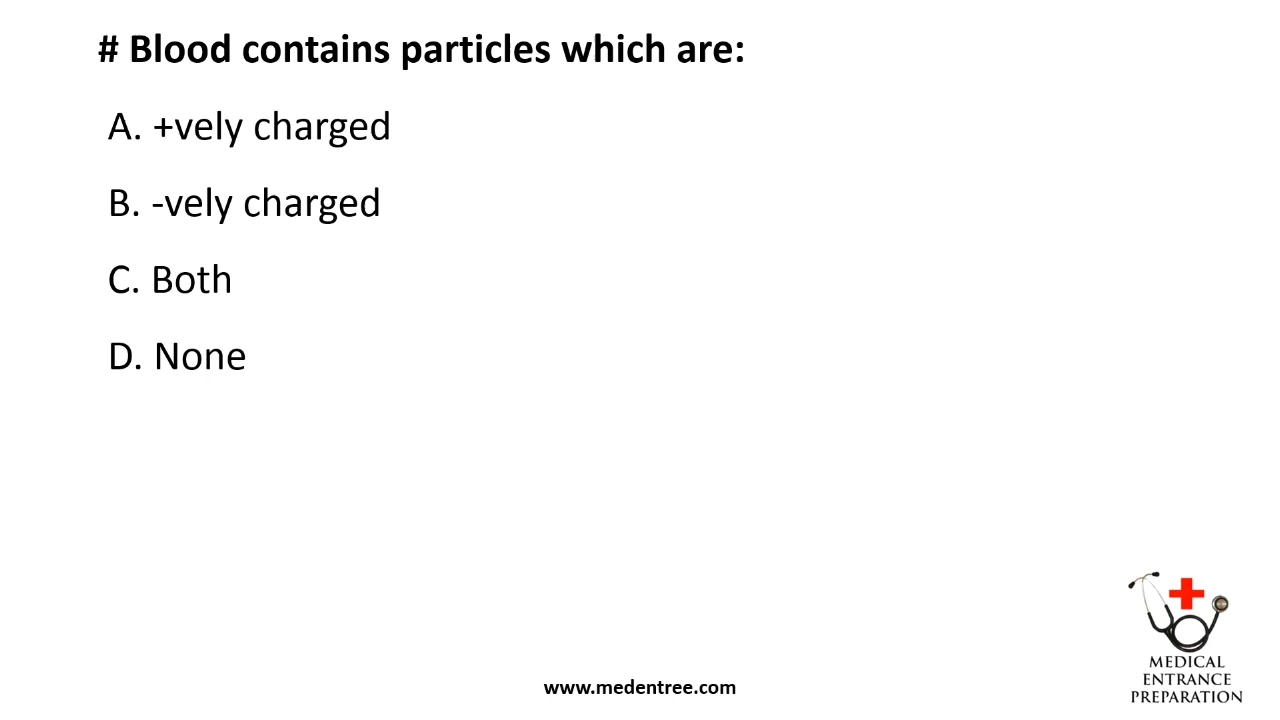 # Blood contains particles which are:
A. +vely charged
B. -vely charged
C. Both
D. None
MEDICAL
ENTRANCE
PREPARATION
www.medentree.com